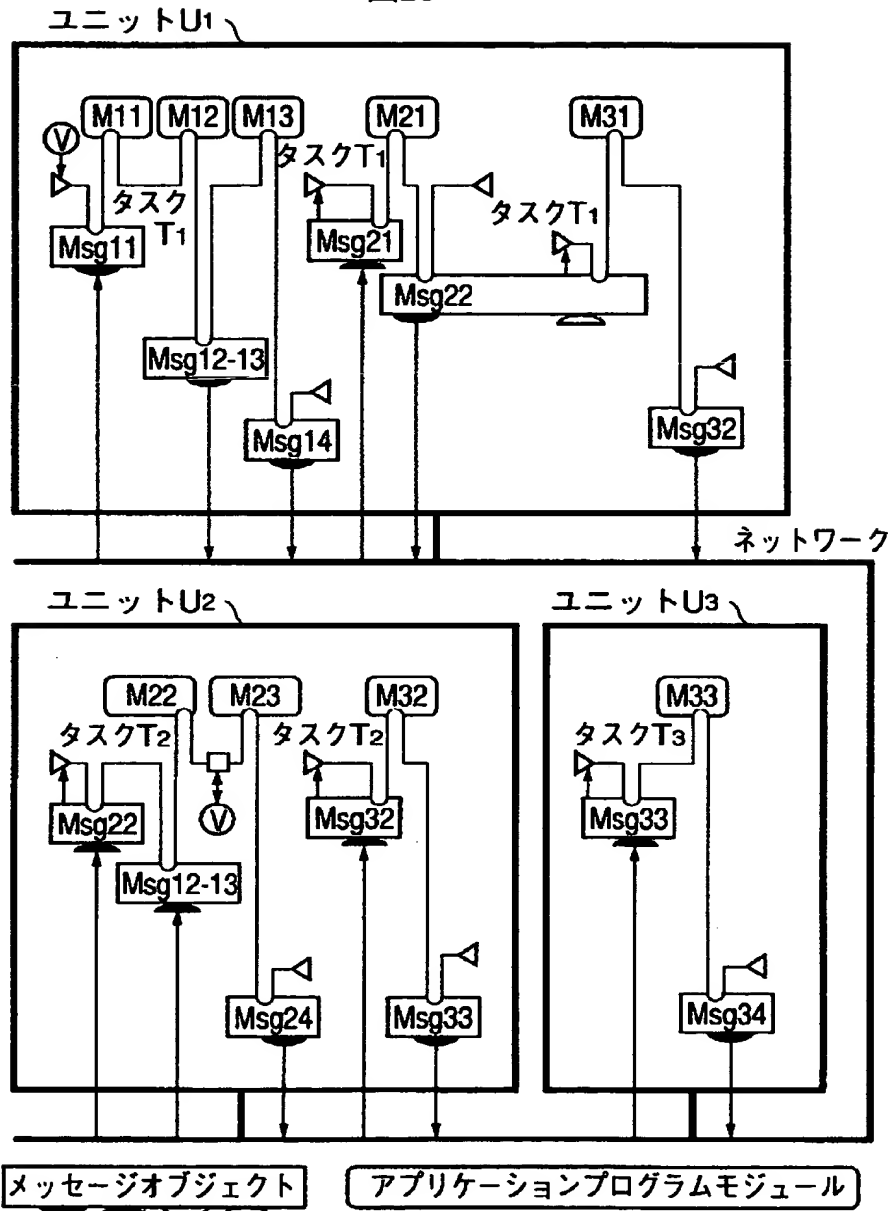 ユニットU1
M11 M12 M13 M21 M31
V
タスクT1
タスクT1
タスク
T1
Msg11
Msg21
Msg22
Msg12-13
Msg14
Msg32
ネットワーク
ユニットU2
ユニットU3
M22 M23 M32 M33
タスクT2
タスクT2
タスクT3
Msg22
V
Msg32
Msg33
Msg12-13
Msg24
Msg33
Msg34
メッセージオブジェクト
アプリケーションプログラムモジュール